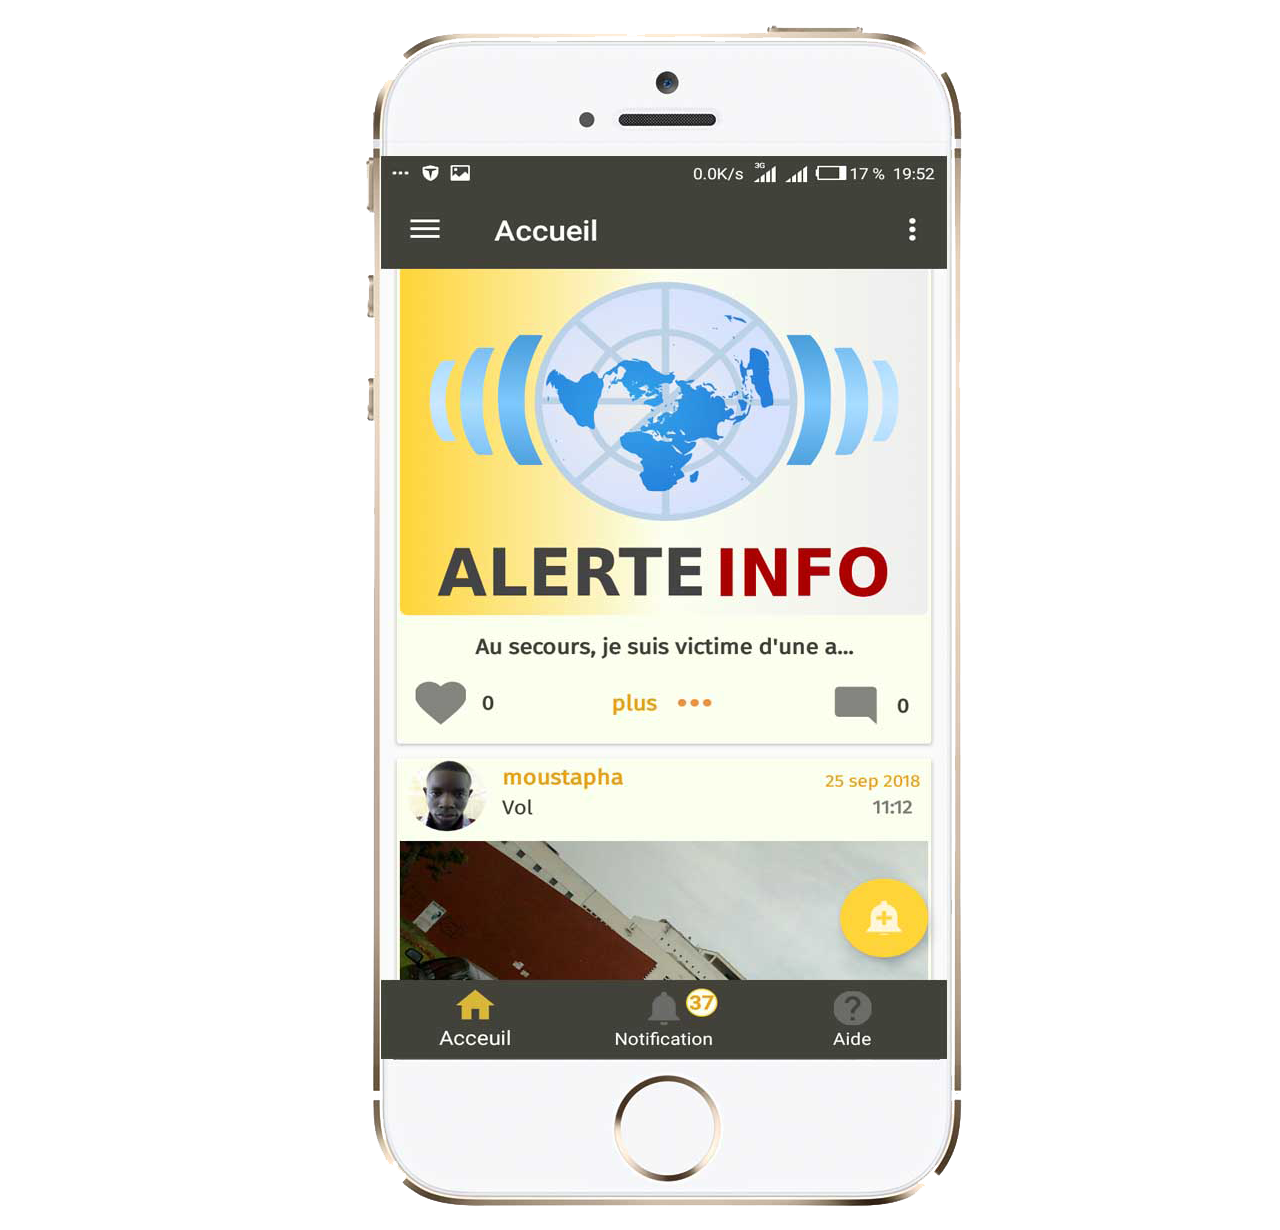 0.0K/s 3G 17 % 19:52
Accueil
ALERTE INFO
Au secours, je suis victime d'une a...
0 plus ••• 0
moustapha 25 sep 2018
Vol 11:12
37
Acceuil Notification Aide